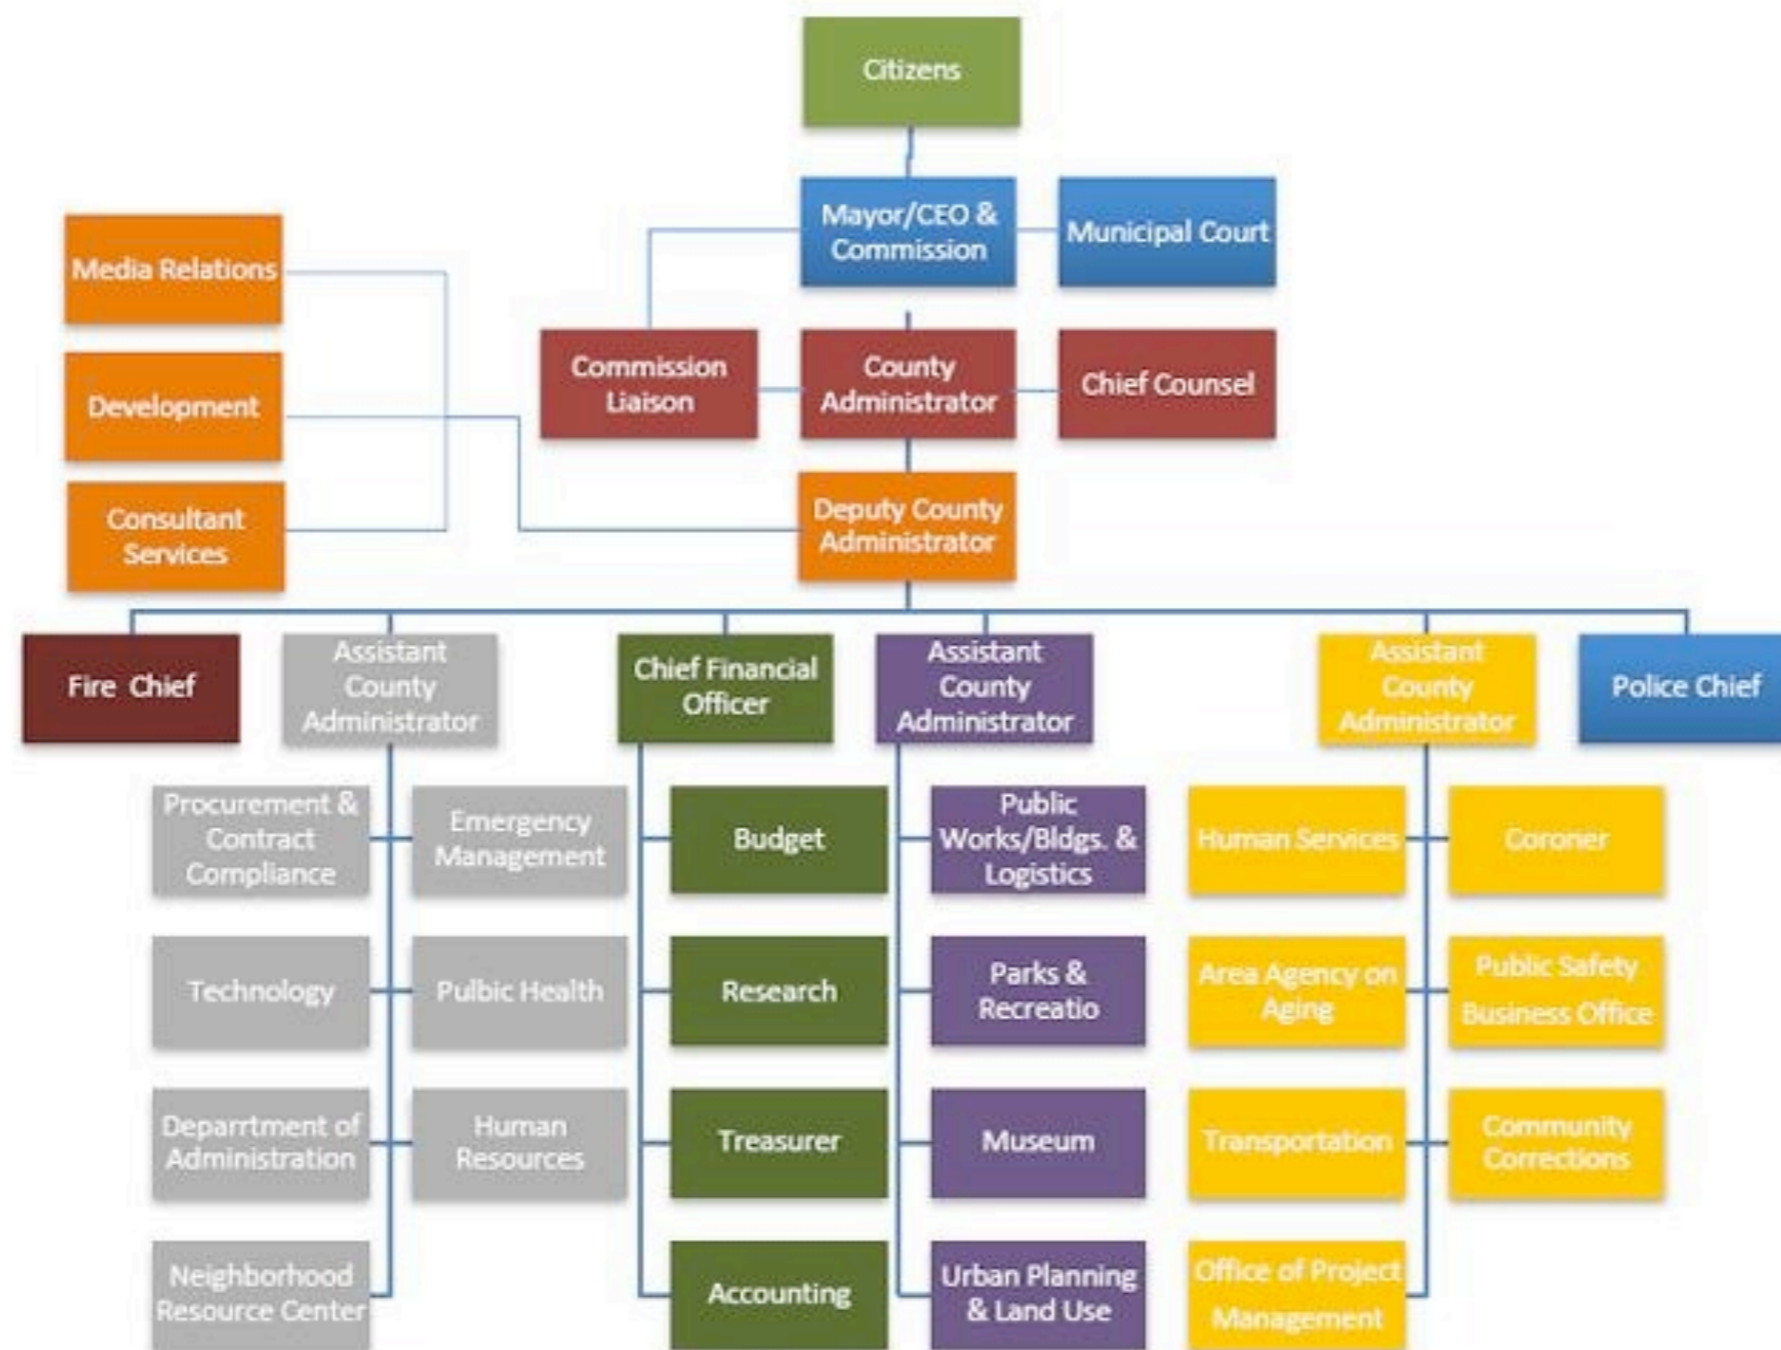 Citizens
Mayor/CEO &
Commission
Municipal Court
Media Relations
Commission
Liaison
County
Administrator
Chief Counsel
Development
Consultant
Services
Deputy County
Administrator
Fire Chief
Assistant
County
Administrator
Chief Financial
Officer
Assistant
County
Administrator
Assistant
County
Administrator
Police Chief
Procurement &
Contract
Compliance
Emergency
Management
Budget
Public
Works/Bldgs. &
Logistics
Human Services
Coroner
Technology
Pulbic Health
Research
Parks &
Recreatio
Area Agency on
Aging
Public Safety
Business Office
Deparrtment of
Administration
Human
Resources
Treasurer
Museum
Transportation
Community
Corrections
Neighborhood
Resource Center
Accounting
Urban Planning
& Land Use
Office of Project
Management